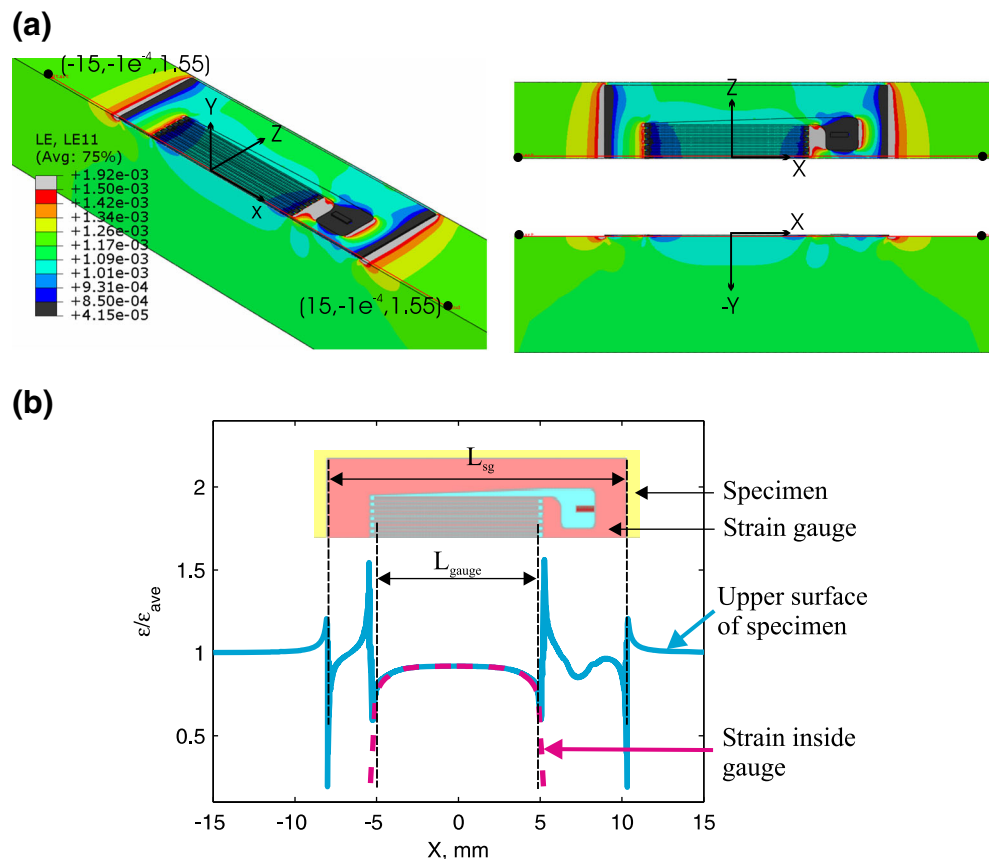 (a)
(-15,-1e⁻⁴,1.55)
Y
Z
X
LE, LE11
(Avg: 75%)
+1.92e-03
+1.50e-03
+1.42e-03
+1.34e-03
+1.26e-03
+1.17e-03
+1.09e-03
+1.01e-03
+9.31e-04
+8.50e-04
+4.15e-05
(15,-1e⁻⁴,1.55)
Z
X
X
-Y
(b)
L_sg
L_gauge
Specimen
Strain gauge
Upper surface
of specimen
Strain inside
gauge
ε/ε_ave
2
1.5
1
0.5
-15
-10
-5
0
5
10
15
X, mm